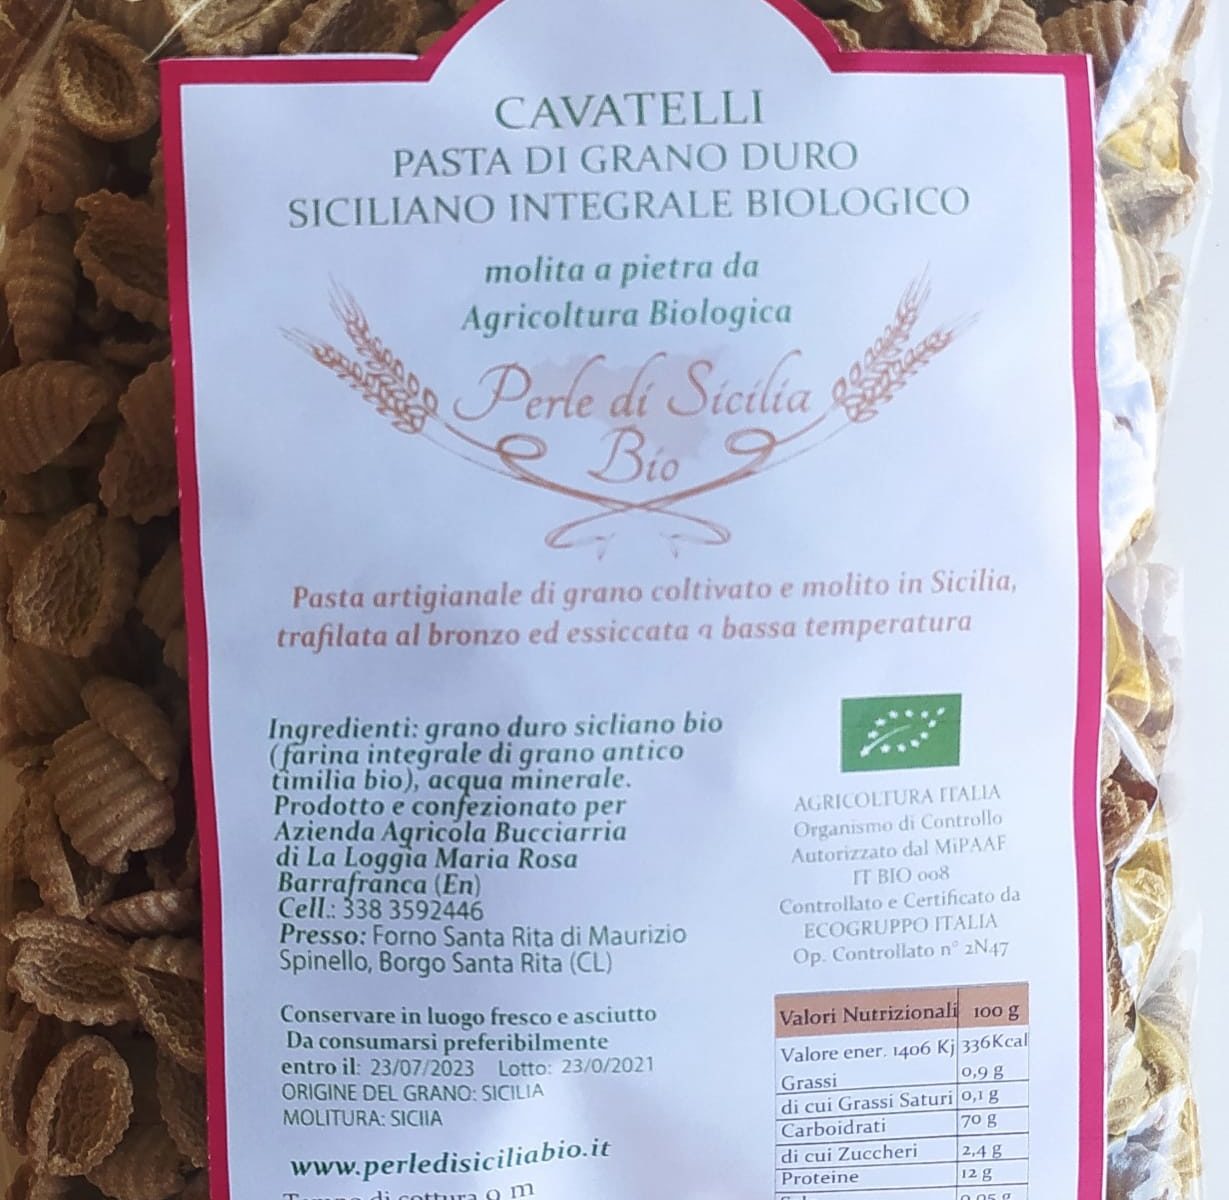 CAVATELLI
PASTA DI GRANO DURO
SICILIANO INTEGRALE BIOLOGICO
molita a pietra da
Agricoltura Biologica
Perle di Sicilia
Bio
Pasta artigianale di grano coltivato e molito in Sicilia,
trafilata al bronzo ed essiccata a bassa temperatura
Ingredienti: grano duro sicliano bio
(farina integrale di grano antico
timilia bio), acqua minerale.
Prodotto e confezionato per
Azienda Agricola Bucciarria
di La Loggia Maria Rosa
Barrafranca (En)
Cell.: 338 3592446
Presso: Forno Santa Rita di Maurizio
Spinello, Borgo Santa Rita (CL)
Conservare in luogo fresco e asciutto
Da consumarsi preferibilmente
entro il: 23/07/2023 Lotto: 23/0/2021
ORIGINE DEL GRANO: SICILIA
MOLITURA: SICIIA
www.perledisiciliabio.it
di cottura 9 m
AGRICOLTURA ITALIA
Organismo di Controllo
Autorizzato dal MiPAAF
IT BIO 008
Controllato e Certificato da
ECOGRUPPO ITALIA
Op. Controllato n° 2N47
Valori Nutrizionali 100 g
Valore ener. 1406 Kj 336Kcal
Grassi 0,9 g
di cui Grassi Saturi 0,1 g
Carboidrati 70 g
di cui Zuccheri 2,4 g
Proteine 12 g